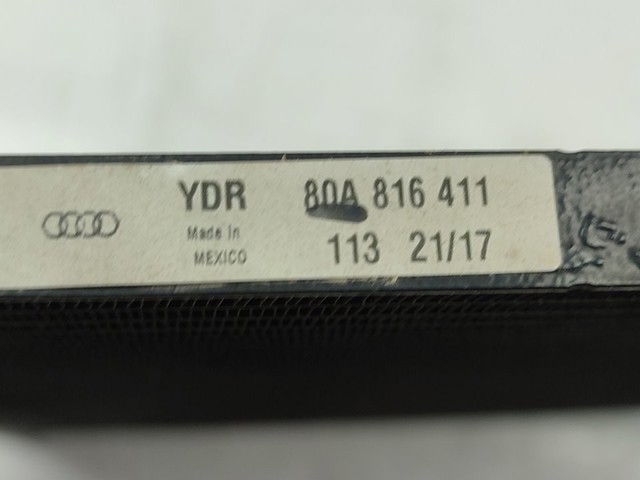 YDR 80A 816 411
Made in 113 21/17
MEXICO